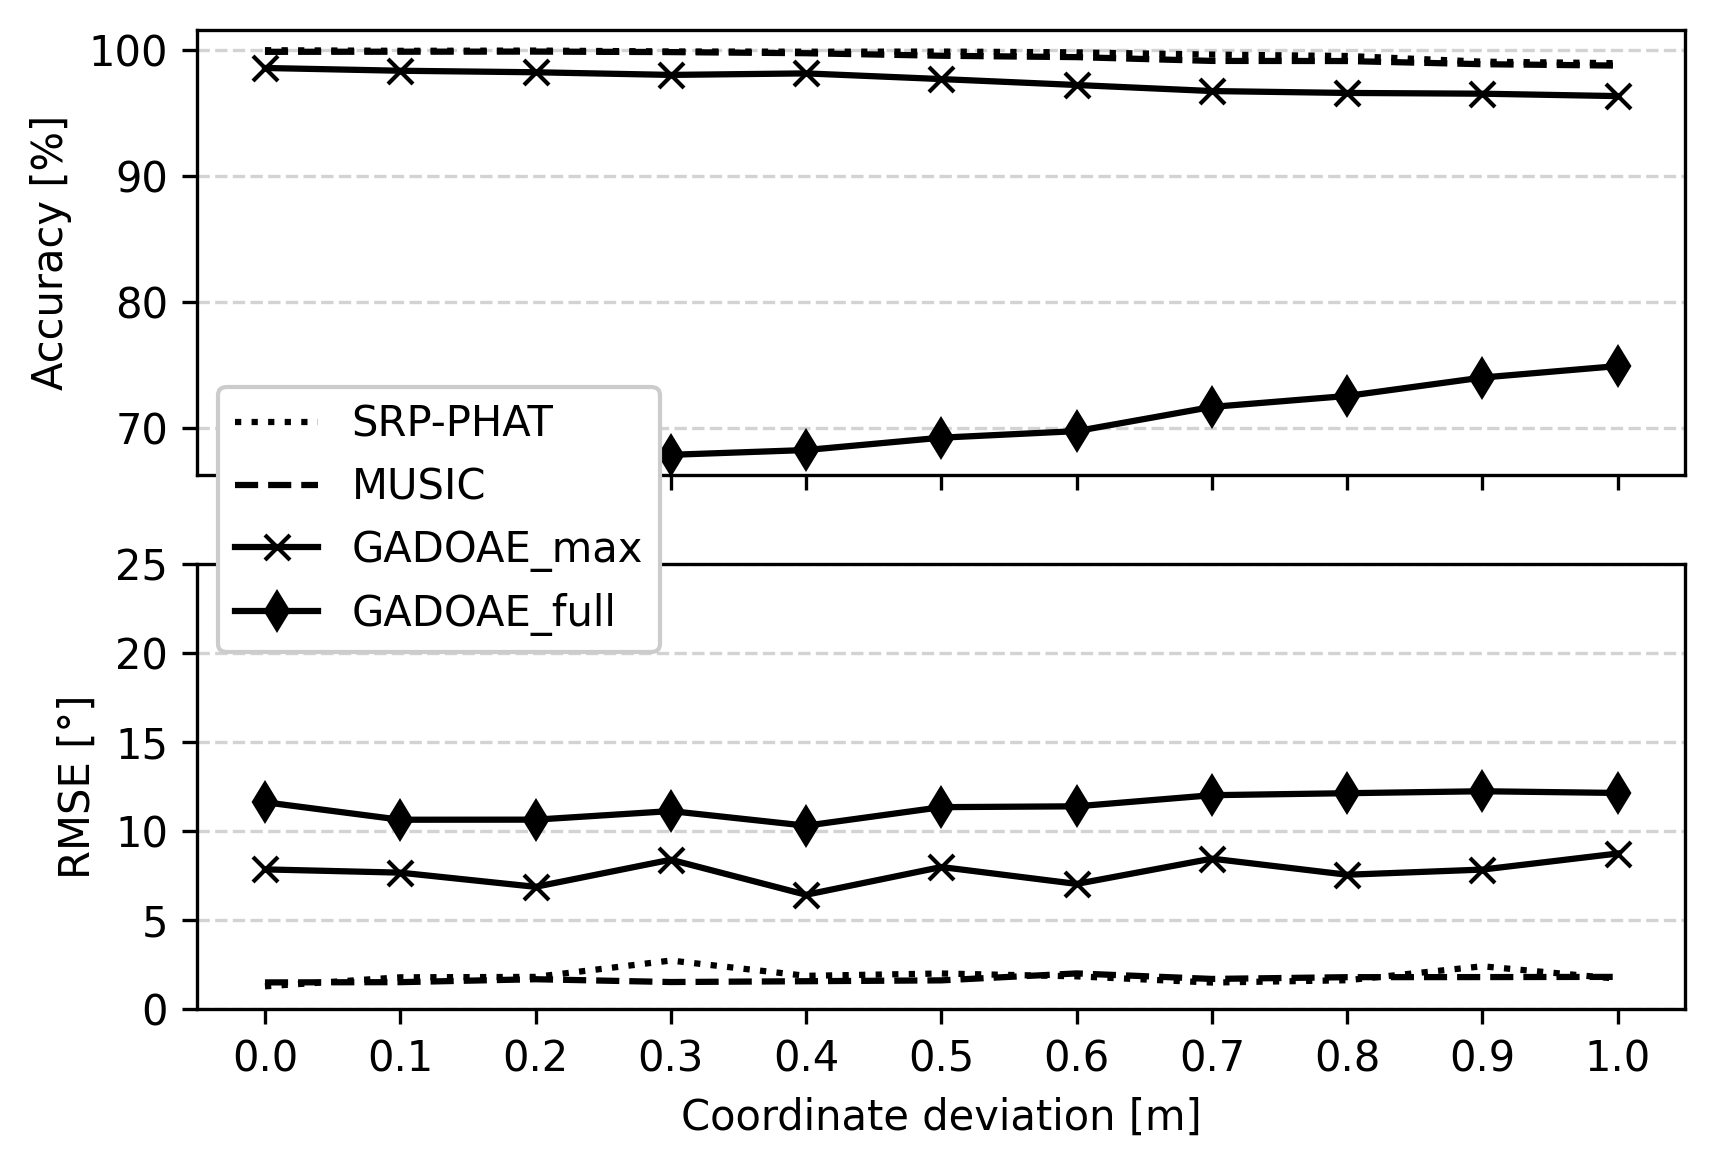 100
90
80
70
Accuracy [%]
SRP-PHAT
MUSIC
GADOAE_max
GADOAE_full
25
20
15
10
5
0
RMSE [°]
0.0 0.1 0.2 0.3 0.4 0.5 0.6 0.7 0.8 0.9 1.0
Coordinate deviation [m]